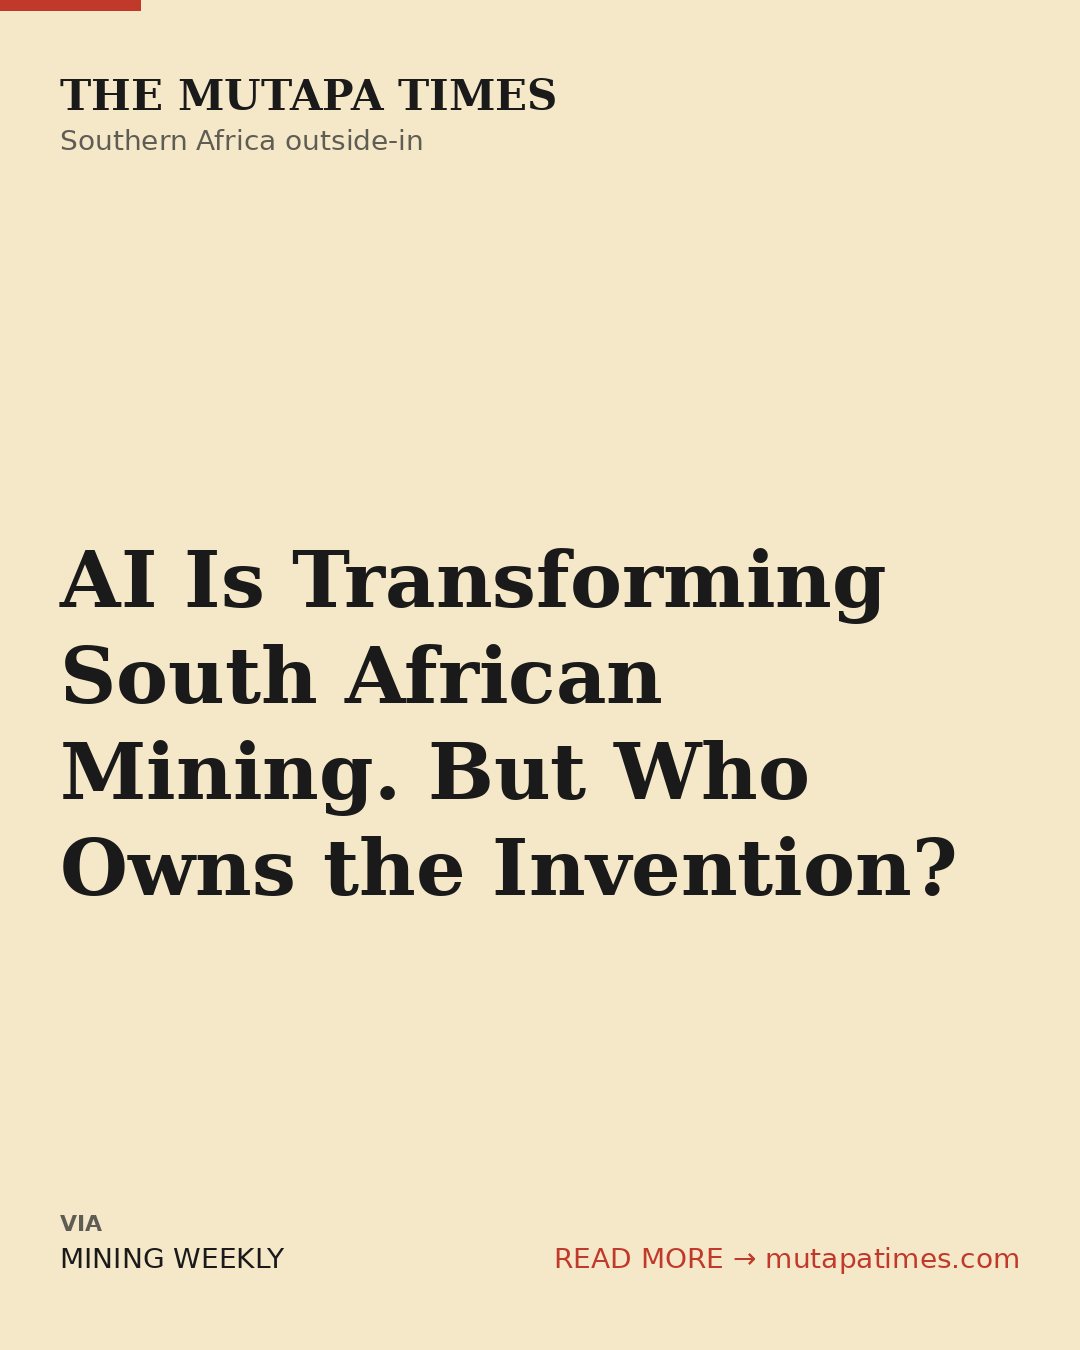 THE MUTAPA TIMES
Southern Africa outside-in
AI Is Transforming
South African
Mining. But Who
Owns the Invention?
VIA
MINING WEEKLY
READ MORE → mutapatimes.com